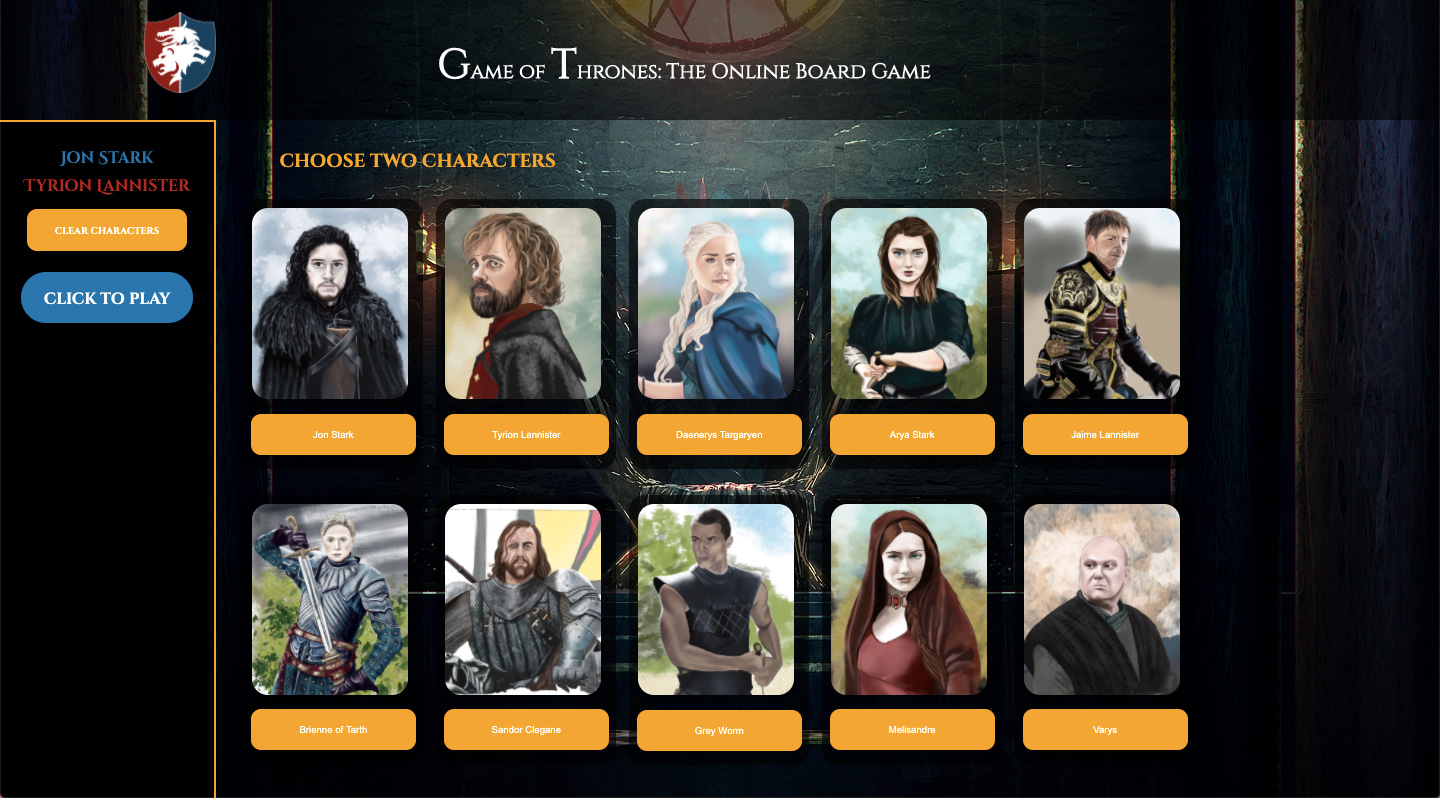 Game of Thrones: The Online Board Game
Jon Stark
Tyrion Lannister
CLEAR CHARACTERS
CLICK TO PLAY
CHOOSE TWO CHARACTERS
Jon Stark
Tyrion Lannister
Daenerys Targaryen
Arya Stark
Jaime Lannister
Brienne of Tarth
Sandor Clegane
Grey Worm
Melisandre
Varys